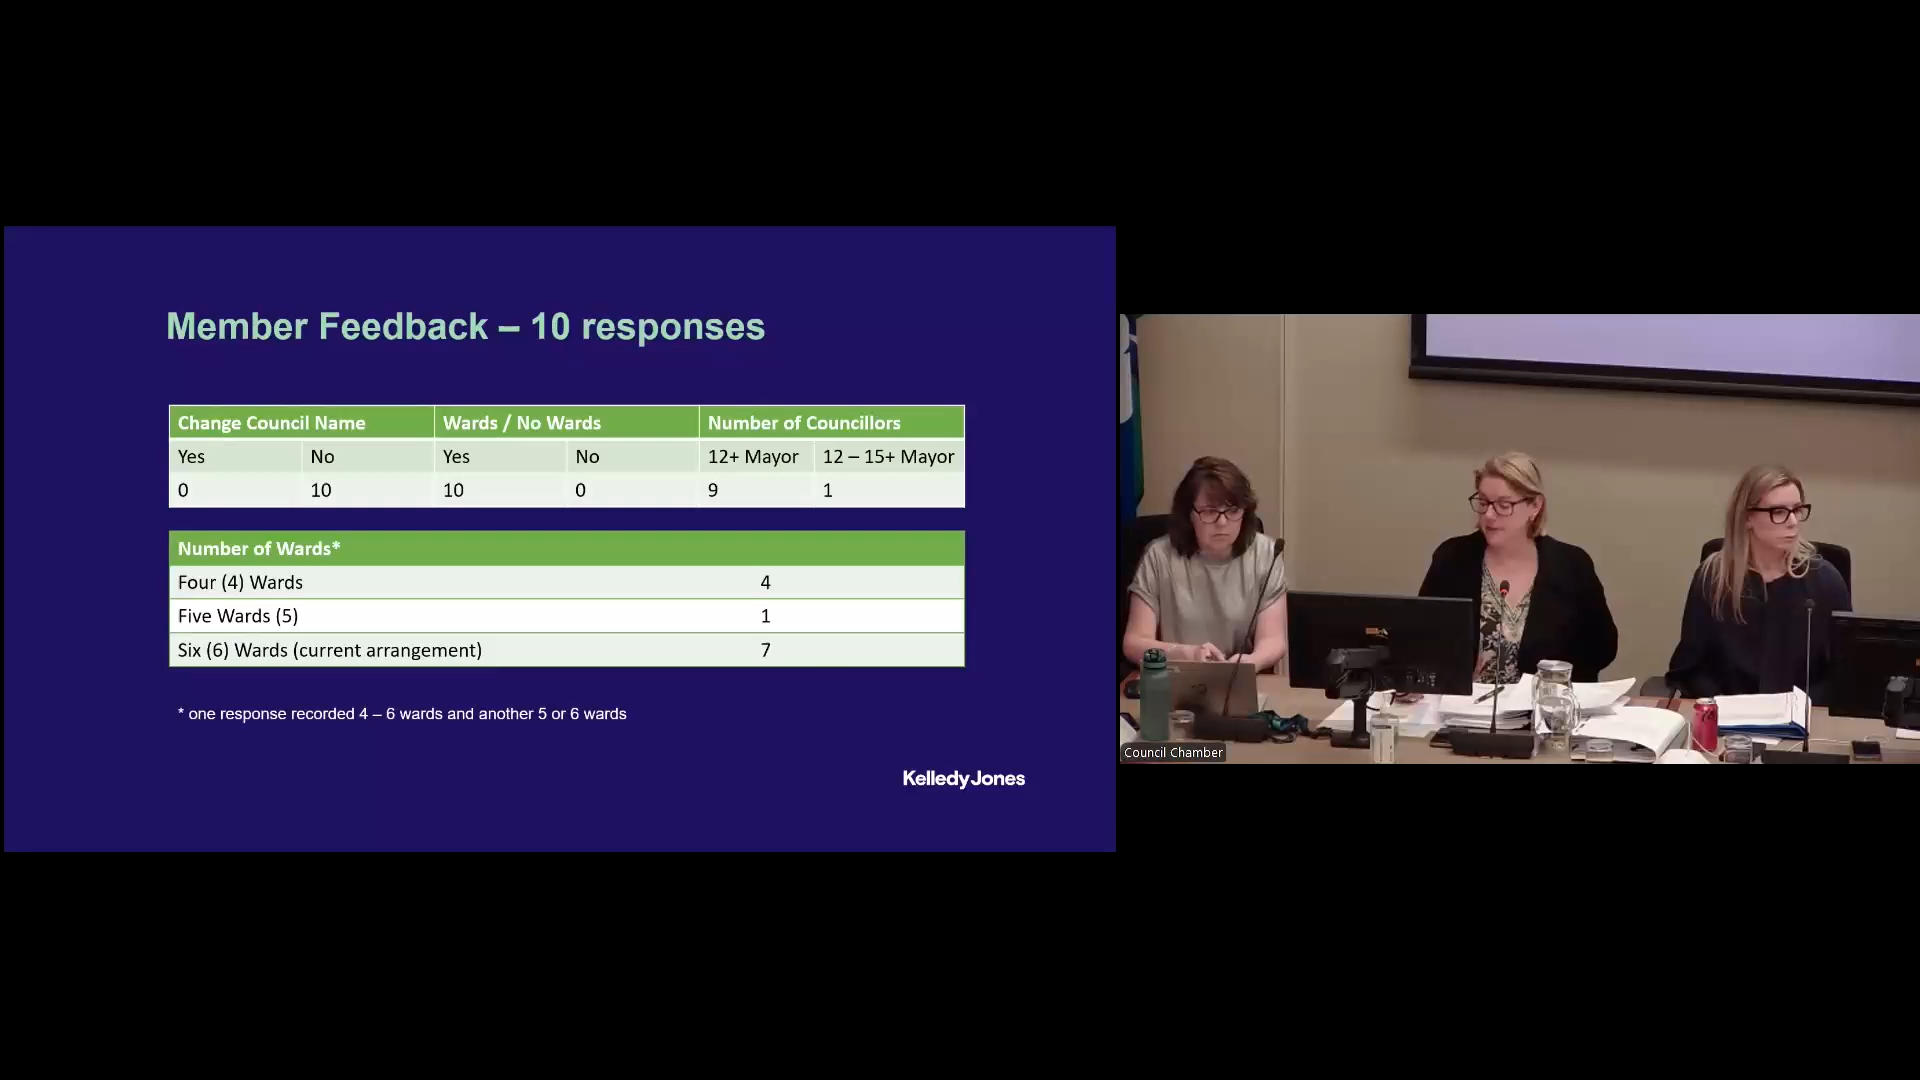 Member Feedback – 10 responses
Change Council Name Wards / No Wards Number of Councillors
Yes No Yes No 12+ Mayor 12 – 15+ Mayor
0 10 10 0 9 1
Number of Wards*
Four (4) Wards 4
Five Wards (5) 1
Six (6) Wards (current arrangement) 7
* one response recorded 4 – 6 wards and another 5 or 6 wards
KelledyJones
Council Chamber